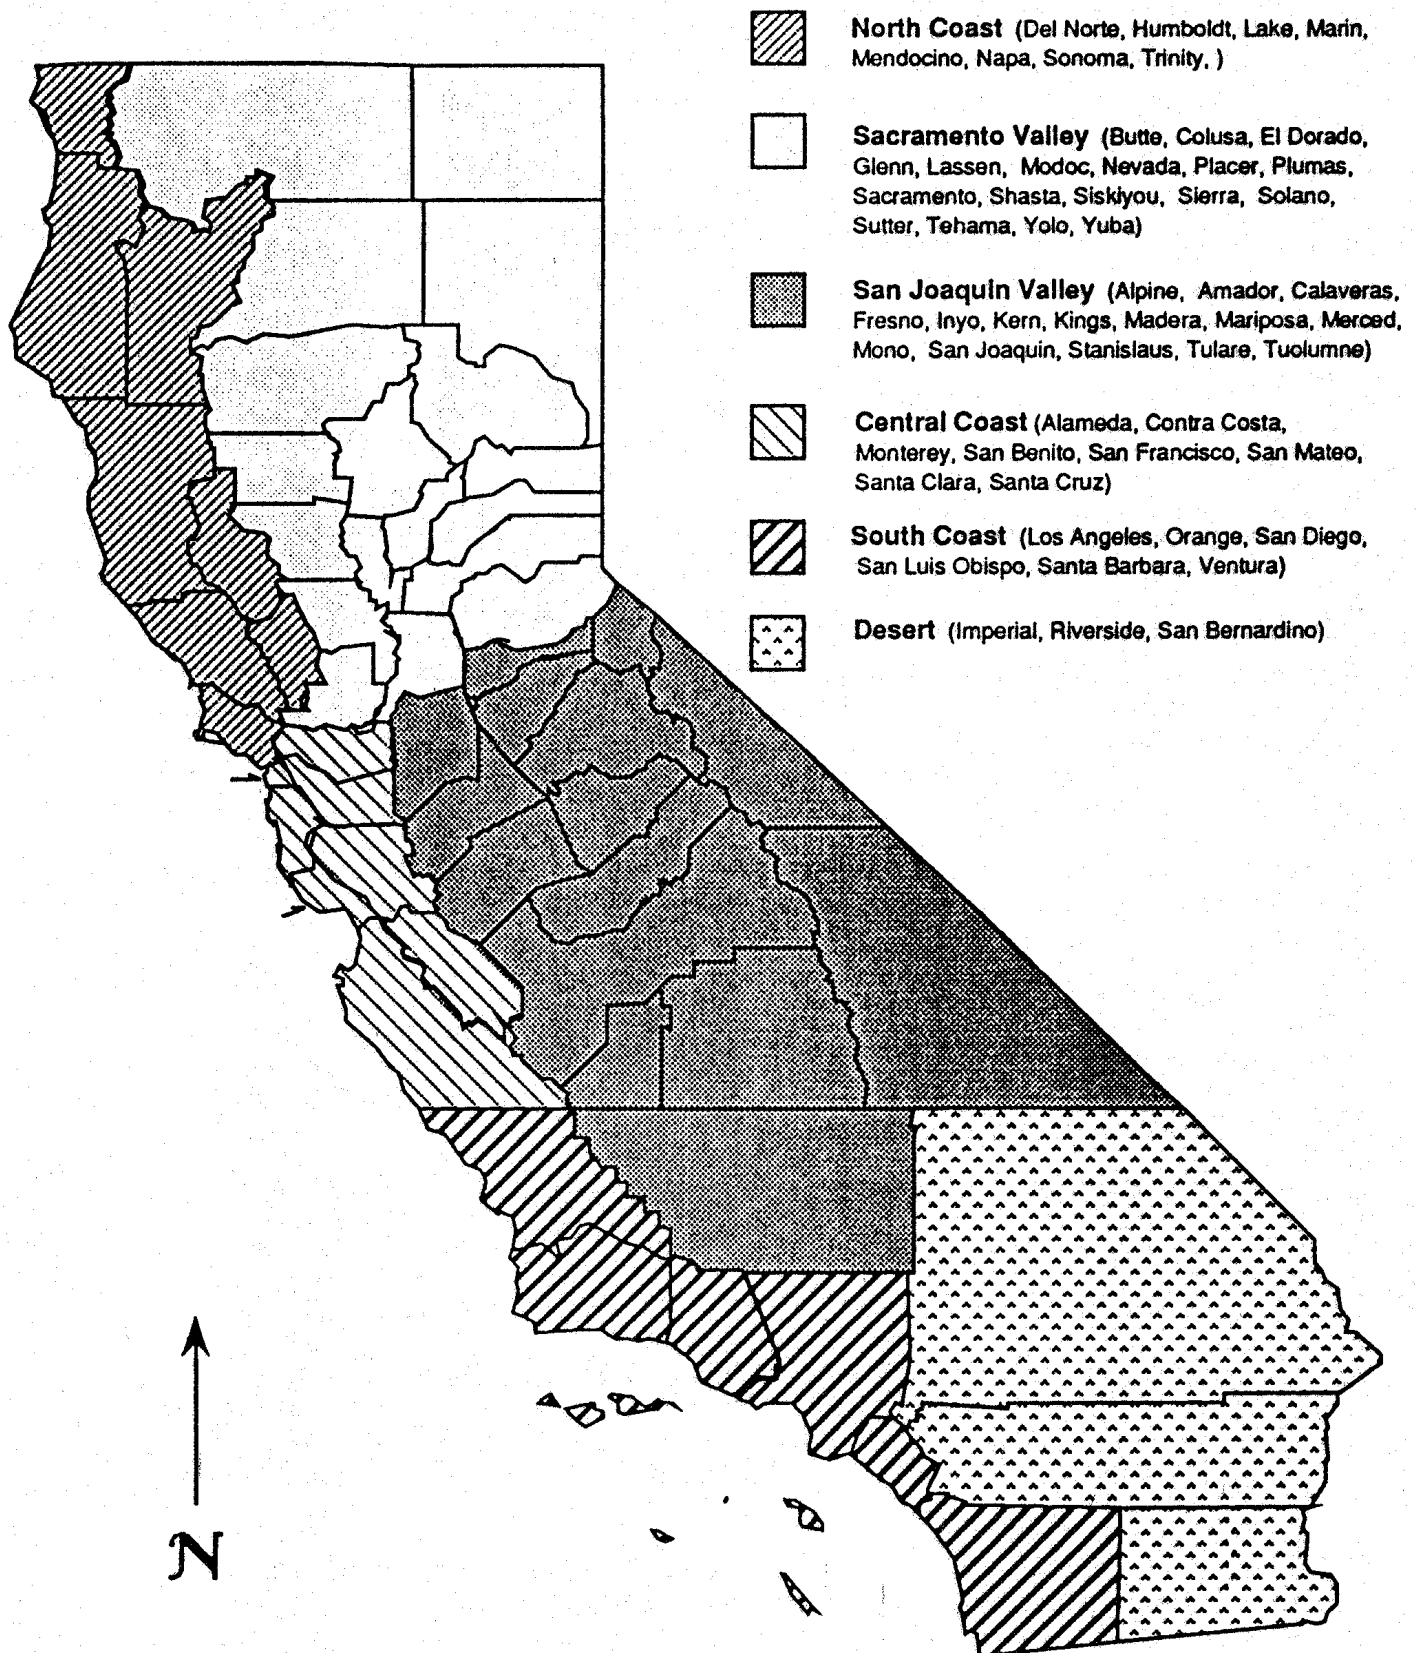 North Coast (Del Norte, Humboldt, Lake, Marin,
Mendocino, Napa, Sonoma, Trinity, )
Sacramento Valley (Butte, Colusa, El Dorado,
Glenn, Lassen, Modoc, Nevada, Placer, Plumas,
Sacramento, Shasta, Siskiyou, Sierra, Solano,
Sutter, Tehama, Yolo, Yuba)
San Joaquin Valley (Alpine, Amador, Calaveras,
Fresno, Inyo, Kern, Kings, Madera, Mariposa, Merced,
Mono, San Joaquin, Stanislaus, Tulare, Tuolumne)
Central Coast (Alameda, Contra Costa,
Monterey, San Benito, San Francisco, San Mateo,
Santa Clara, Santa Cruz)
South Coast (Los Angeles, Orange, San Diego,
San Luis Obispo, Santa Barbara, Ventura)
Desert (Imperial, Riverside, San Bernardino)
N